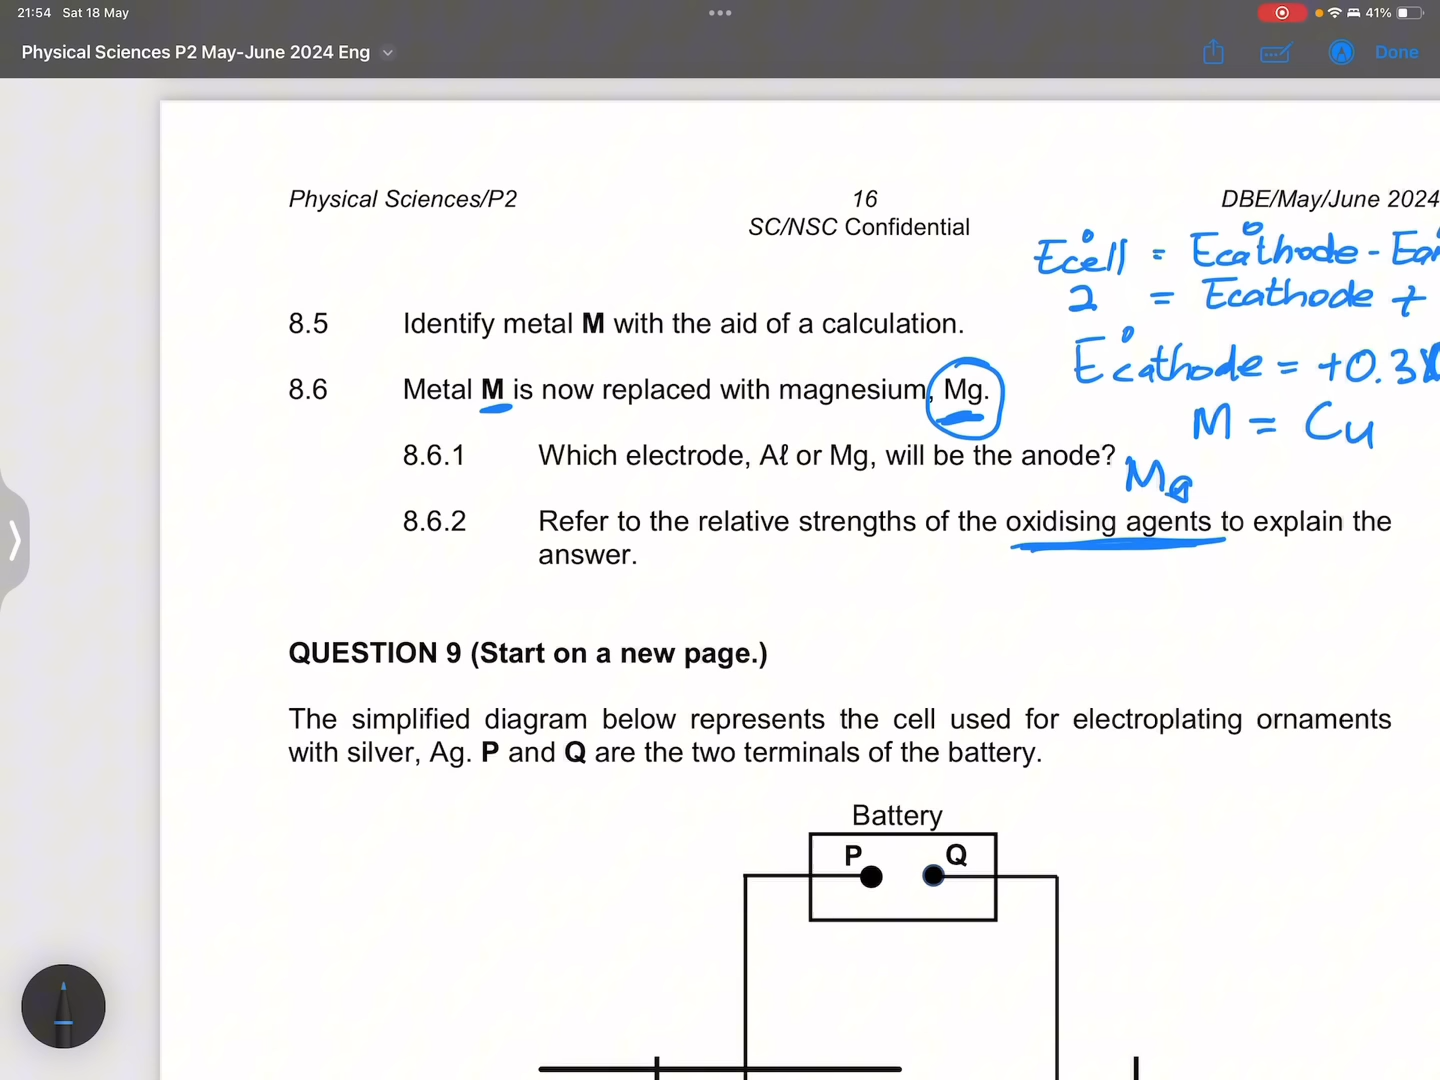 21:54 Sat 18 May
41%
Physical Sciences P2 May-June 2024 Eng
Done
Physical Sciences/P2 16 DBE/May/June 2024
SC/NSC Confidential
E°cell = E°cathode -
2 = Ecathode +
8.5 Identify metal M with the aid of a calculation.
E°cathode = +0.3
8.6 Metal M is now replaced with magnesium, Mg.
M = Cu
8.6.1 Which electrode, Aℓ or Mg, will be the anode?
Mg
8.6.2 Refer to the relative strengths of the oxidising agents to explain the
answer.
QUESTION 9 (Start on a new page.)
The simplified diagram below represents the cell used for electroplating ornaments
with silver, Ag. P and Q are the two terminals of the battery.
Battery
P Q